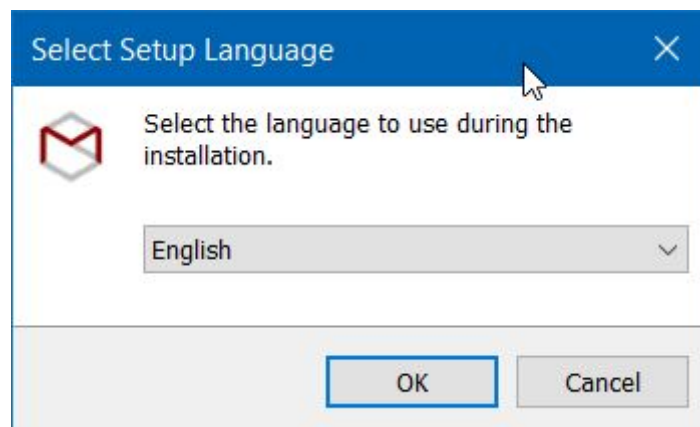 Select Setup Language
Select the language to use during the
installation.
English
OK
Cancel